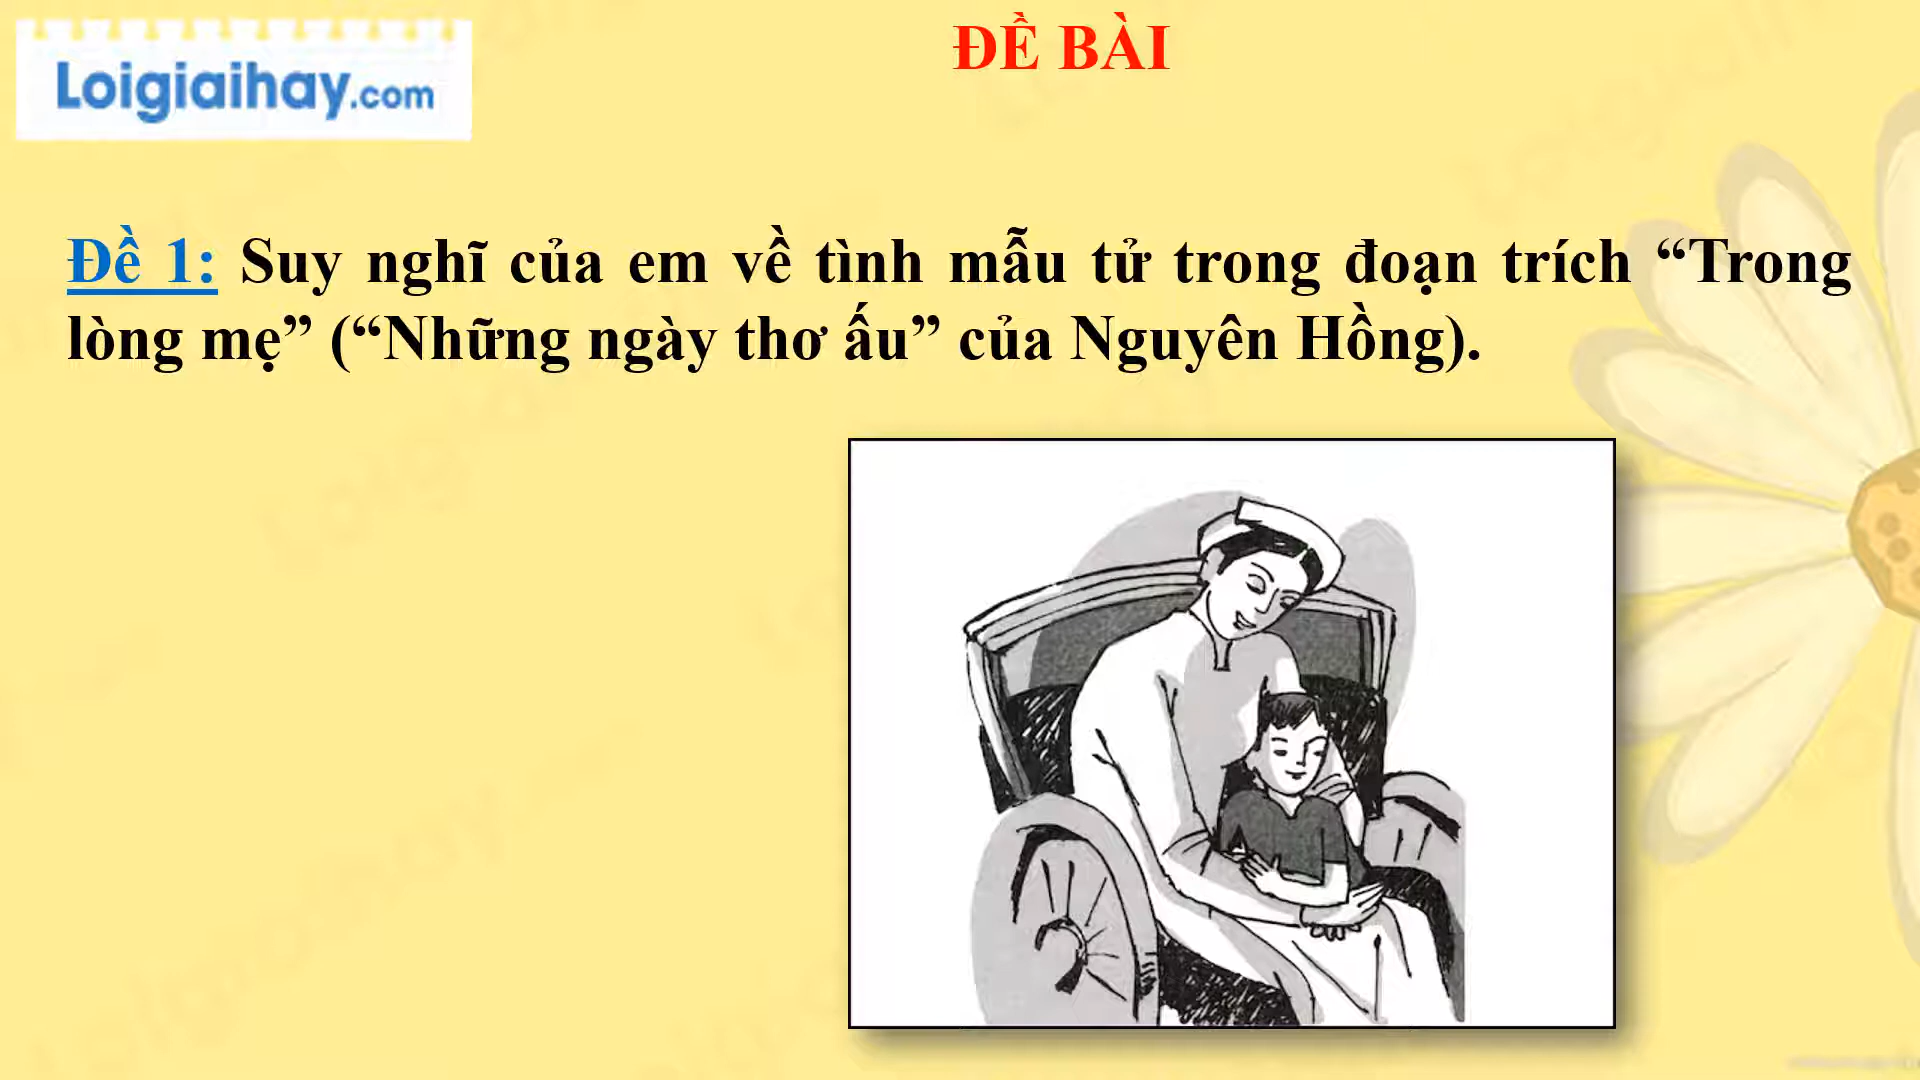 Loigiaihay.com
ĐỀ BÀI
Đề 1: Suy nghĩ của em về tình mẫu tử trong đoạn trích “Trong
lòng mẹ” (“Những ngày thơ ấu” của Nguyên Hồng).